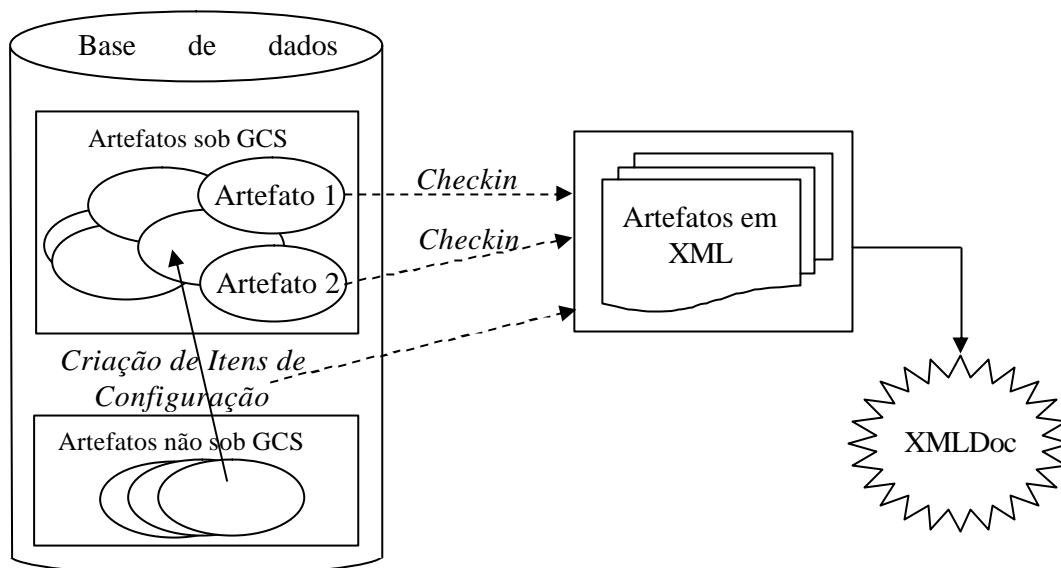 Base de dados
Artefatos sob GCS
Artefato 1
Artefato 2
Checkin
Checkin
Artefatos em
XML
Criação de Itens de
Configuração
Artefatos não sob GCS
XMLDoc